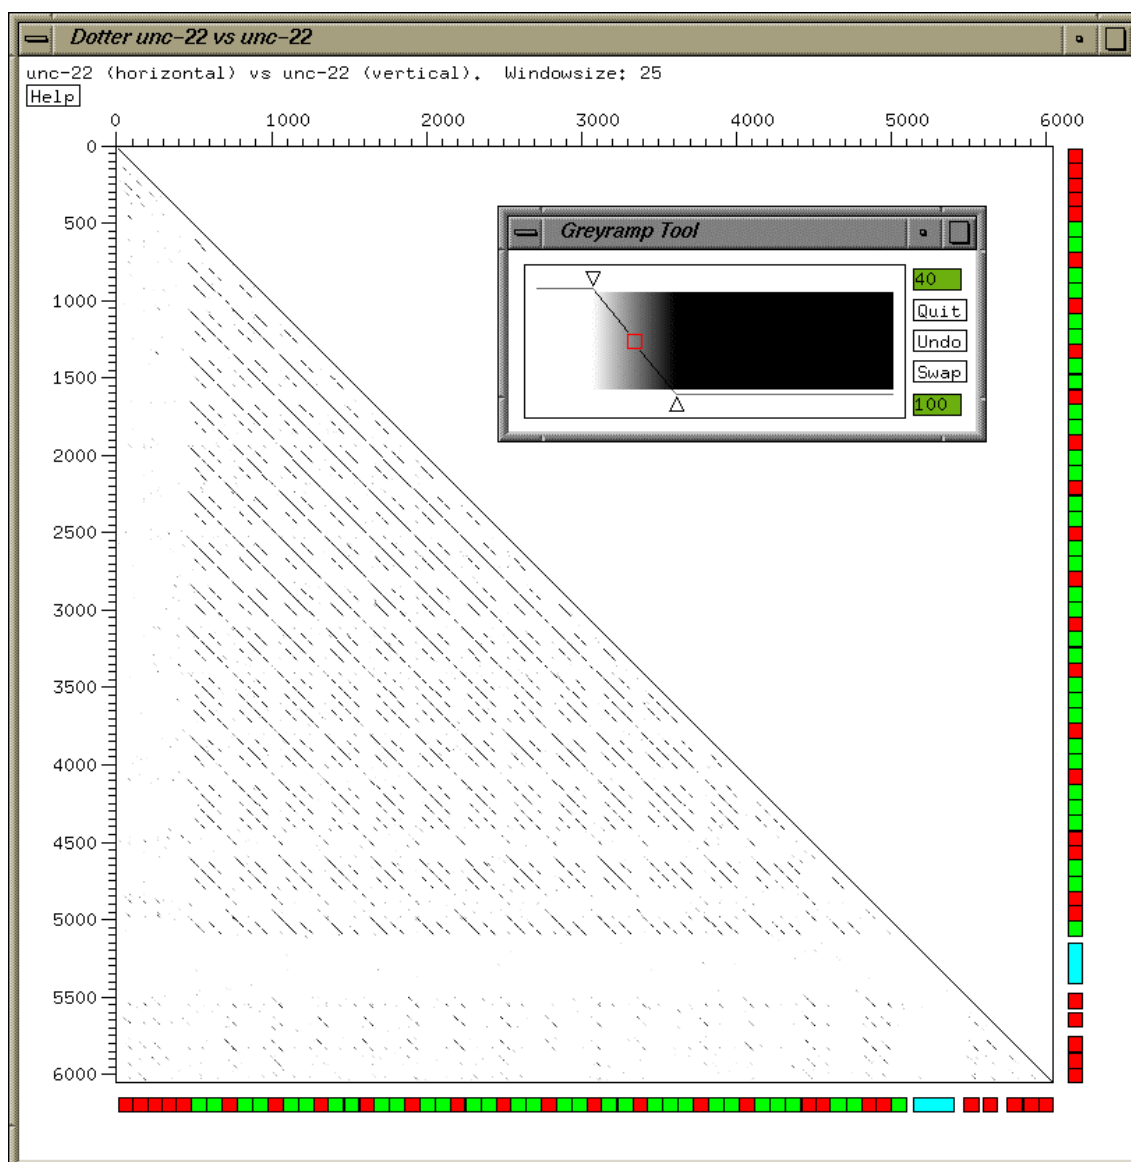 Dotter unc-22 vs unc-22
unc-22 (horizontal) vs unc-22 (vertical).  Windowsize: 25
Help
0 1000 2000 3000 4000 5000 6000
0
500
1000
1500
2000
2500
3000
3500
4000
4500
5000
5500
6000
Greyramp Tool
40
Quit
Undo
Swap
100